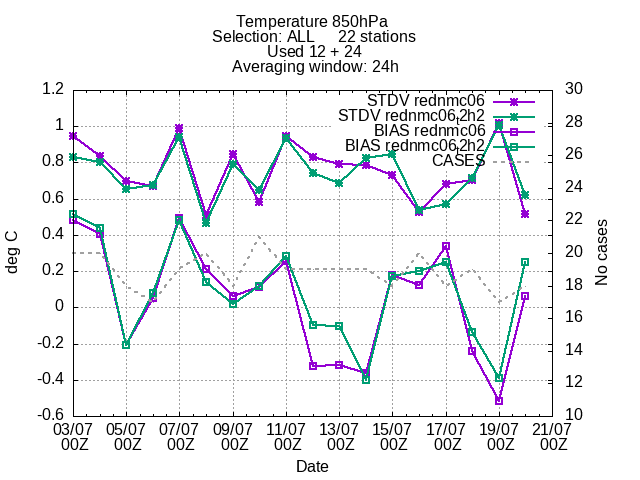 Temperature 850hPa
Selection: ALL 22 stations
Used 12 + 24
Averaging window: 24h
STDV rednmc06
STDV rednmc06,2h2
BIAS rednmc06
BIAS rednmc06,2h2
CASES
1.2
1
0.8
0.6
0.4
0.2
0
-0.2
-0.4
-0.6
deg C
30
28
26
24
22
20
18
16
14
12
10
No cases
03/07 05/07 07/07 09/07 11/07 13/07 15/07 17/07 19/07 21/07
00Z 00Z 00Z 00Z 00Z 00Z 00Z 00Z 00Z 00Z
Date